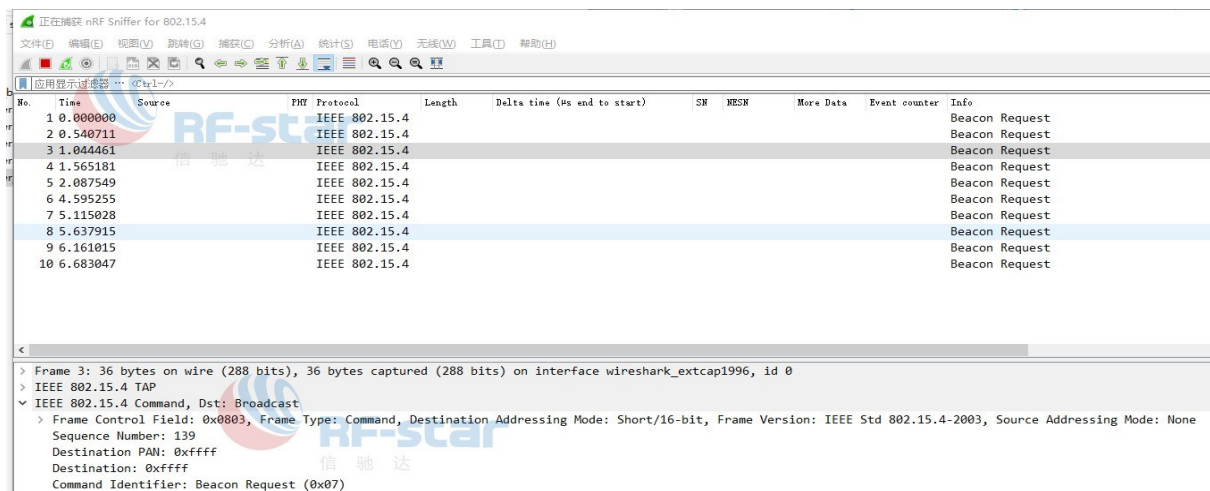 正在捕获 nRF Sniffer for 802.15.4
文件(F) 编辑(E) 视图(V) 跳转(G) 捕获(C) 分析(A) 统计(S) 电话(Y) 无线(W) 工具(T) 帮助(H)
应用显示过滤器 … <Ctrl-/>
No. Time Source PHY Protocol Length Delta time (µs end to start) SN NESN More Data Event counter Info
1 0.000000 IEEE 802.15.4 Beacon Request
2 0.540711 IEEE 802.15.4 Beacon Request
3 1.044461 IEEE 802.15.4 Beacon Request
4 1.565181 IEEE 802.15.4 Beacon Request
5 2.087549 IEEE 802.15.4 Beacon Request
6 4.595255 IEEE 802.15.4 Beacon Request
7 5.115028 IEEE 802.15.4 Beacon Request
8 5.637915 IEEE 802.15.4 Beacon Request
9 6.161015 IEEE 802.15.4 Beacon Request
10 6.683047 IEEE 802.15.4 Beacon Request
RF-star
信驰达
Frame 3: 36 bytes on wire (288 bits), 36 bytes captured (288 bits) on interface wireshark_extcap1996, id 0
IEEE 802.15.4 TAP
IEEE 802.15.4 Command, Dst: Broadcast
Frame Control Field: 0x0803, Frame Type: Command, Destination Addressing Mode: Short/16-bit, Frame Version: IEEE Std 802.15.4-2003, Source Addressing Mode: None
Sequence Number: 139
Destination PAN: 0xffff
Destination: 0xffff
Command Identifier: Beacon Request (0x07)
RF-star
信驰达